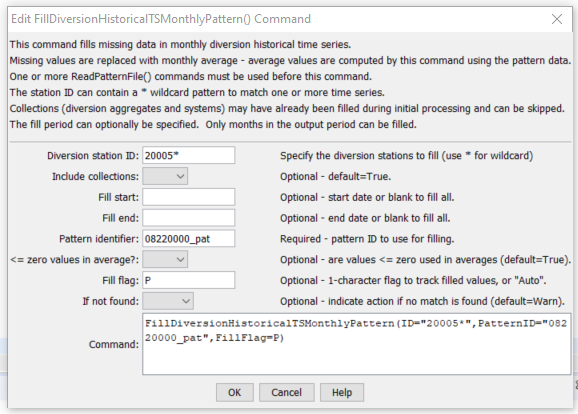 Edit FillDiversionHistoricalTSMonthlyPattern() Command
This command fills missing data in monthly diversion historical time series.
Missing values are replaced with monthly average - average values are computed by this command using the pattern data.
One or more ReadPatternFile() commands must be used before this command.
The station ID can contain a * wildcard pattern to match one or more time series.
Collections (diversion aggregates and systems) may have already been filled during initial processing and can be skipped.
The fill period can optionally be specified.  Only months in the output period can be filled.
Diversion station ID: 20005* Specify the diversion stations to fill (use * for wildcard)
Include collections: Optional - default=True.
Fill start: Optional - start date or blank to fill all.
Fill end: Optional - end date or blank to fill all.
Pattern identifier: 08220000_pat Required - pattern ID to use for filling.
<= zero values in average?: Optional - are values <= zero used in averages (default=True).
Fill flag: P Optional - 1-character flag to track filled values, or "Auto".
If not found: Optional - indicate action if no match is found (default=Warn).
Command: FillDiversionHistoricalTSMonthlyPattern(ID="20005*",PatternID="082
20000_pat",FillFlag=P)
OK Cancel Help